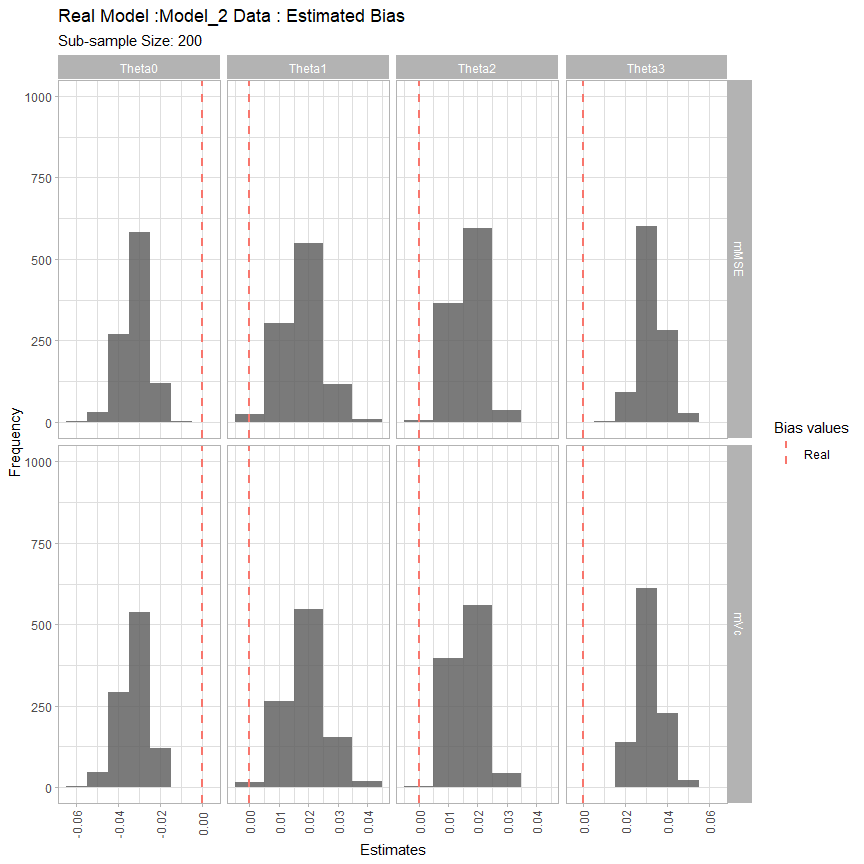 Real Model :Model_2 Data : Estimated Bias
Sub-sample Size: 200
Theta0 Theta1 Theta2 Theta3
1000
750
500
250
0
mMSE
Frequency
1000
750
500
250
0
mVc
-0.06 -0.04 -0.02 0.00 0.00 0.01 0.02 0.03 0.04 0.00 0.01 0.02 0.03 0.04 0.00 0.02 0.04 0.06
Estimates
Bias values
Real